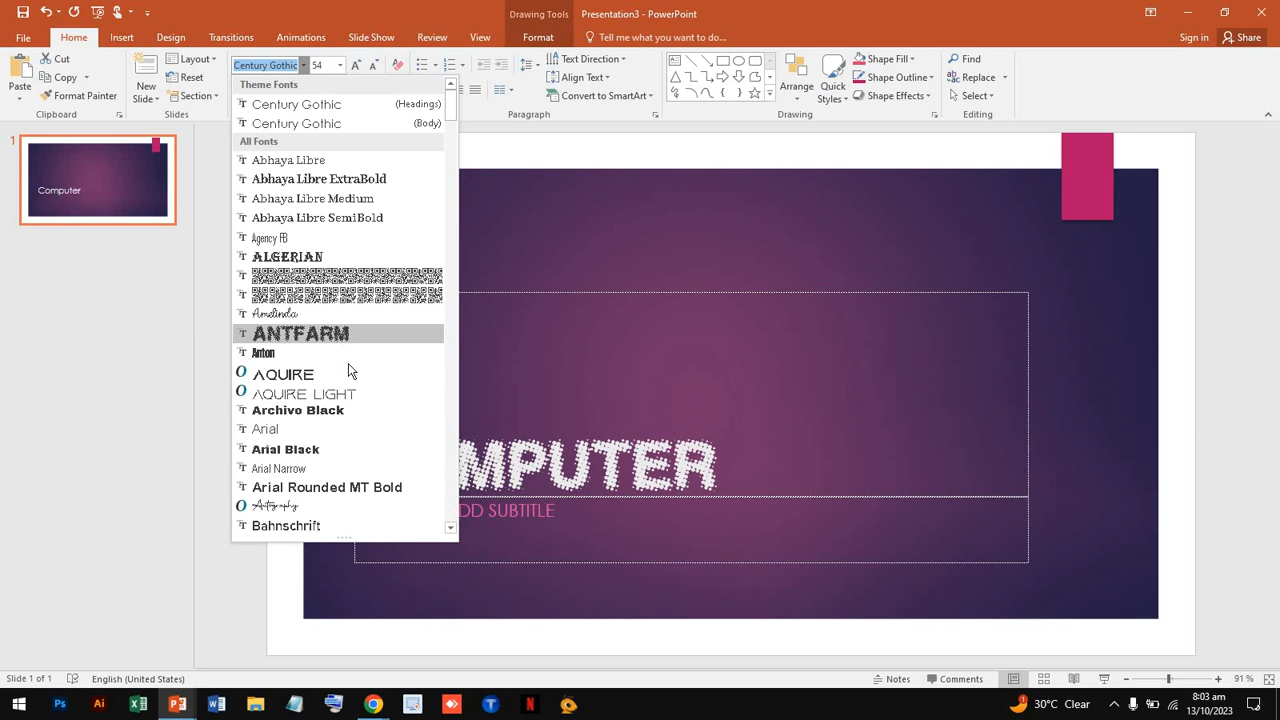 Drawing Tools
Presentation3 - PowerPoint
File
Home
Insert
Design
Transitions
Animations
Slide Show
Review
View
Format
Tell me what you want to do...
Sign in
Share
Paste
Cut
Copy
Format Painter
Clipboard
New
Slide
Layout
Reset
Section
Slides
Century Gothic
54
Text Direction
Align Text
Convert to SmartArt
Paragraph
Arrange
Quick
Styles
Shape Fill
Shape Outline
Shape Effects
Drawing
Find
Replace
Select
Editing
Theme Fonts
Century Gothic (Headings)
Century Gothic (Body)
All Fonts
Abhaya Libre
Abhaya Libre ExtraBold
Abhaya Libre Medium
Abhaya Libre SemiBold
Agency FB
ALGERIAN
Amelinda
ANTFARM
Anton
AQUIRE
AQUIRE LIGHT
Archivo Black
Arial
Arial Black
Arial Narrow
Arial Rounded MT Bold
Autography
Bahnschrift
1
Computer
MPUTER
DD SUBTITLE
Slide 1 of 1
English (United States)
Notes
Comments
91 %
Ps
Ai
30°C Clear
8:03 am
13/10/2023